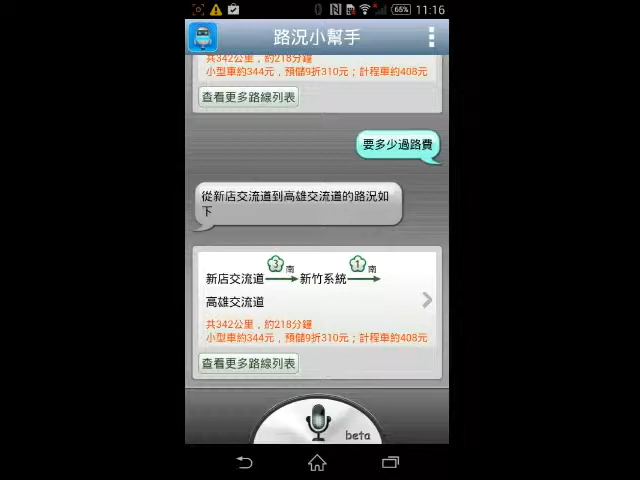 65% 11:16
路況小幫手
共342公里，約218分鐘
小型車約344元，預儲9折310元；計程車約408元
查看更多路線列表
要多少過路費
從新店交流道到高雄交流道的路況如
下
3 南 1 南
新店交流道 新竹系統
高雄交流道
共342公里，約218分鐘
小型車約344元，預儲9折310元；計程車約408元
查看更多路線列表
beta